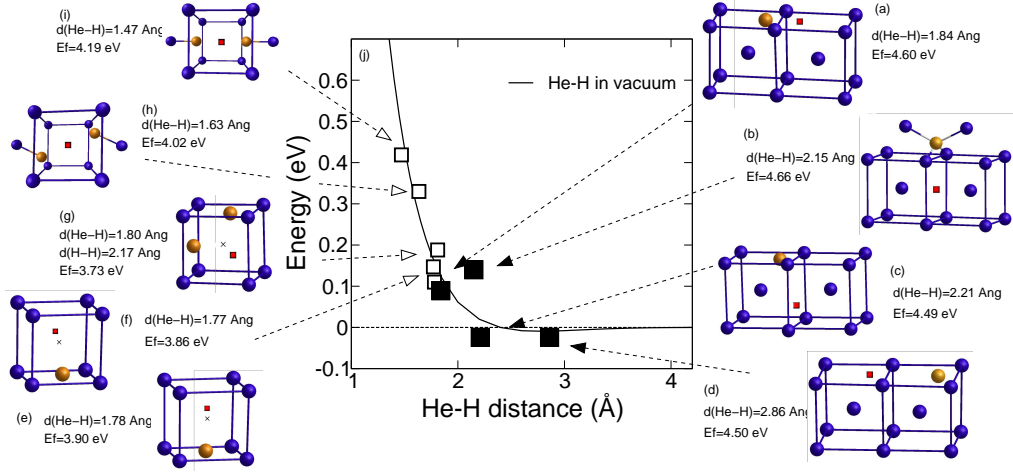 (i)
d(He−H)=1.47 Ang
Ef=4.19 eV
(h)
d(He−H)=1.63 Ang
Ef=4.02 eV
(g)
d(He−H)=1.80 Ang
d(H−H)=2.17 Ang
Ef=3.73 eV
(f)
d(He−H)=1.77 Ang
Ef=3.86 eV
(e)
d(He−H)=1.78 Ang
Ef=3.90 eV
(j)
He-H in vacuum
Energy (eV)
0.6
0.5
0.4
0.3
0.2
0.1
0
-0.1
1
2
3
4
He-H distance (Å)
(a)
d(He−H)=1.84 Ang
Ef=4.60 eV
(b)
d(He−H)=2.15 Ang
Ef=4.66 eV
(c)
d(He−H)=2.21 Ang
Ef=4.49 eV
(d)
d(He−H)=2.86 Ang
Ef=4.50 eV